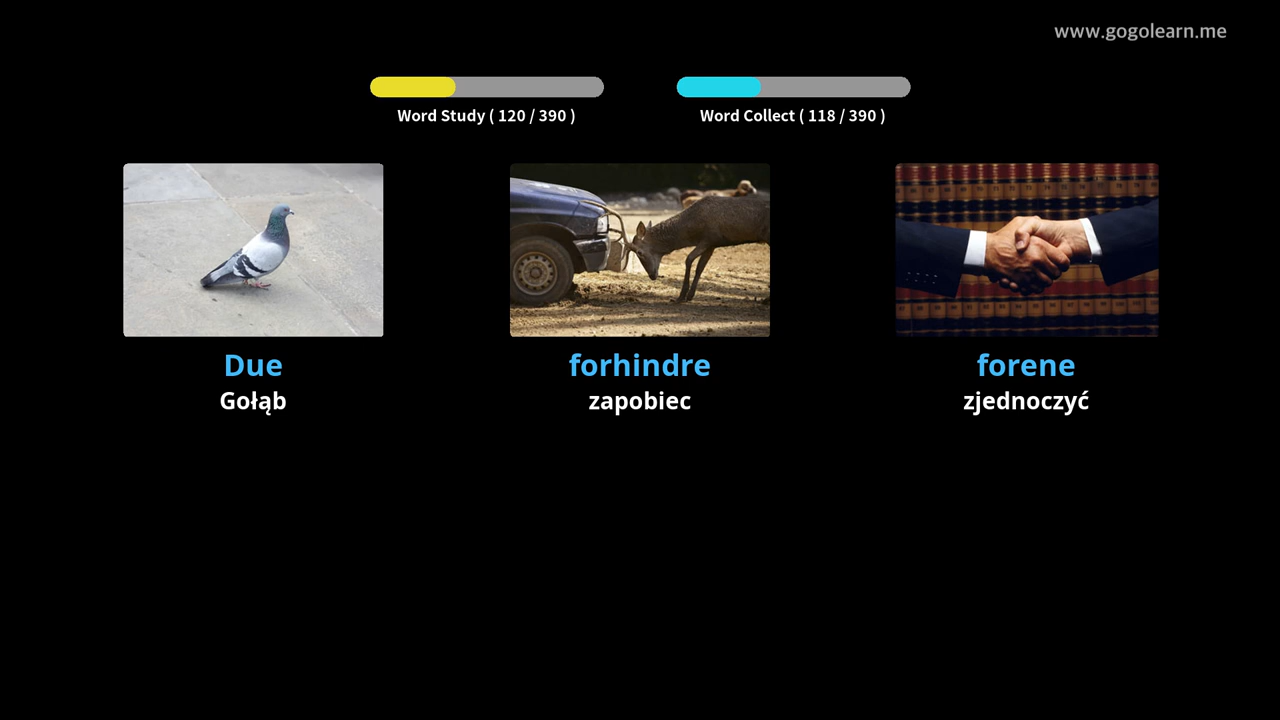 www.gogolearn.me
Word Study ( 120 / 390 )
Word Collect ( 118 / 390 )
Due
Gołąb
forhindre
zapobiec
forene
zjednoczyć